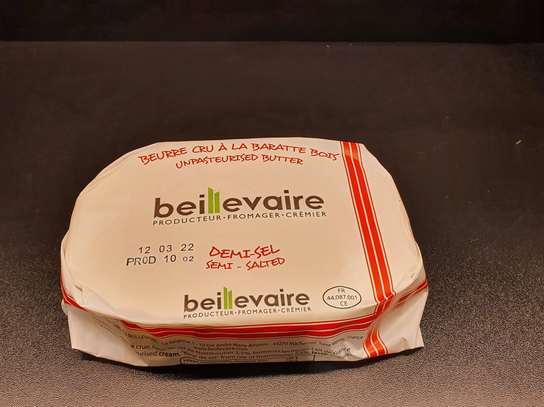 BEURRE CRU À LA BARATTE BOIS
UNPASTEURISED BUTTER
beillevaire
PRODUCTEUR·FROMAGER·CRÉMIER
12 03 22
PROD 10 02
DEMI-SEL
SEMI - SALTED
beillevaire
PRODUCTEUR·FROMAGER·CRÉMIER
FR
44.087.001
CE